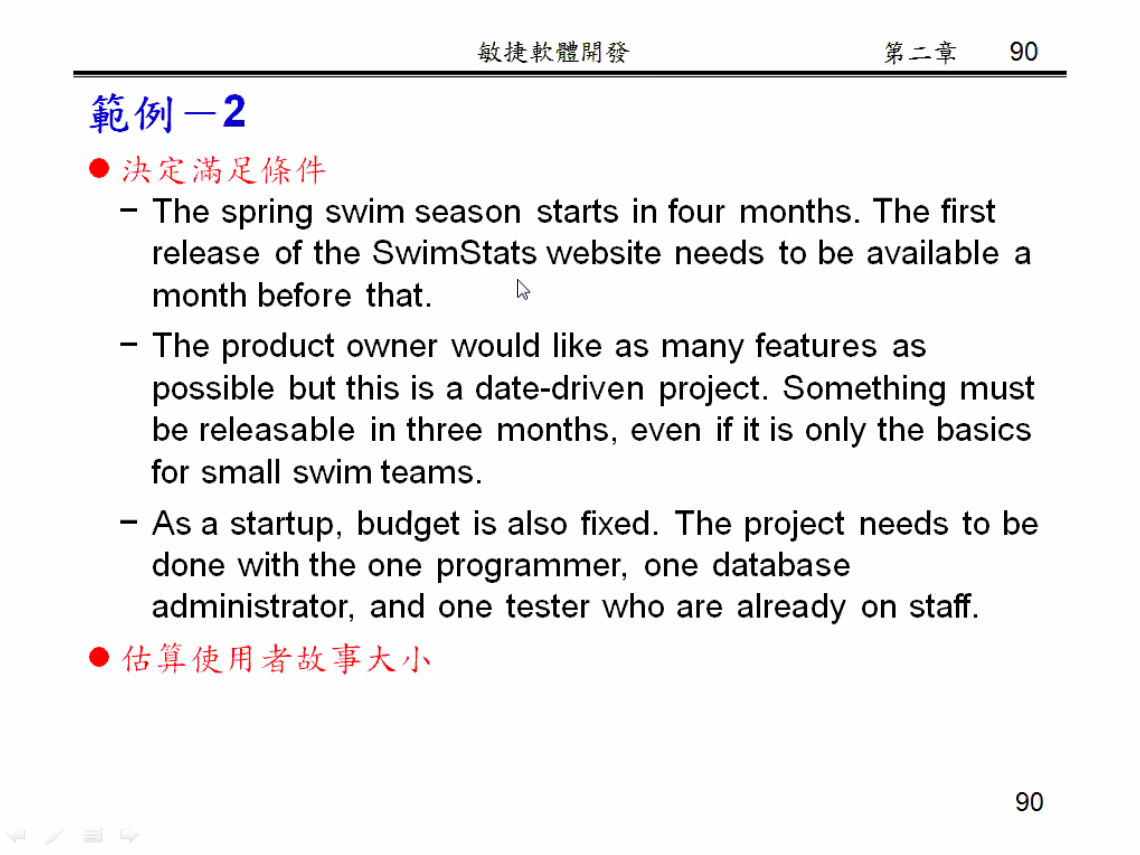 敏捷軟體開發 第二章 90
範例－2
● 決定滿足條件
− The spring swim season starts in four months. The first
release of the SwimStats website needs to be available a
month before that.
− The product owner would like as many features as
possible but this is a date-driven project. Something must
be releasable in three months, even if it is only the basics
for small swim teams.
− As a startup, budget is also fixed. The project needs to be
done with the one programmer, one database
administrator, and one tester who are already on staff.
● 估算使用者故事大小
90